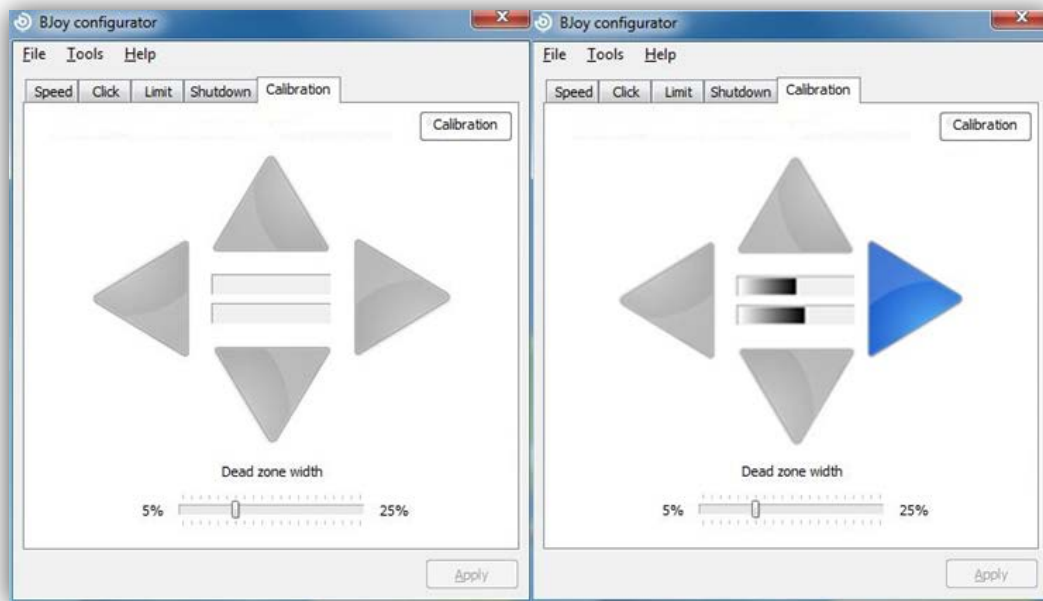 BJoy configurator
File Tools Help
Speed Click Limit Shutdown Calibration
Calibration
Dead zone width
5% 25%
Apply
BJoy configurator
File Tools Help
Speed Click Limit Shutdown Calibration
Calibration
Dead zone width
5% 25%
Apply